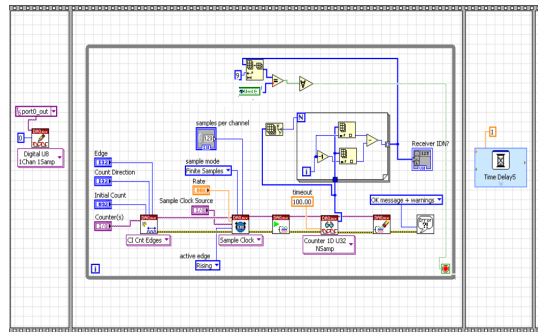 port0_out
0
DAQmx
Digital U8
1Chan 1Samp
9
samples per channel
Edge
Count Direction
Initial Count
Counter(s)
sample mode
Finite Samples
Rate
Sample Clock Source
active edge
Rising
CI Cnt Edges
Sample Clock
N
i
timeout
100.00
Counter 1D U32
NSamp
Receiver IDN?
OK message + warnings
i
1
Time Delay5